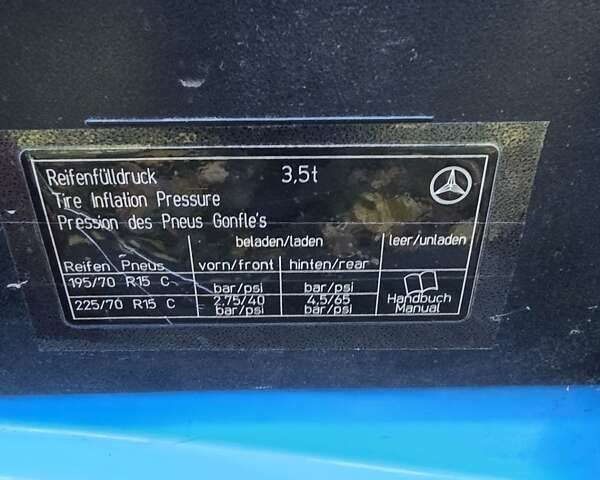 Reifenfülldruck 3,5t
Tire Inflation Pressure
Pression des Pneus Gonfle's
beladen/laden leer/unladen
Reifen Pneus vorn/front hinten/rear
195/70 R15 C bar/psi bar/psi
225/70 R15 C 2.75/40 bar/psi 4.5/65 bar/psi
Handbuch
Manual